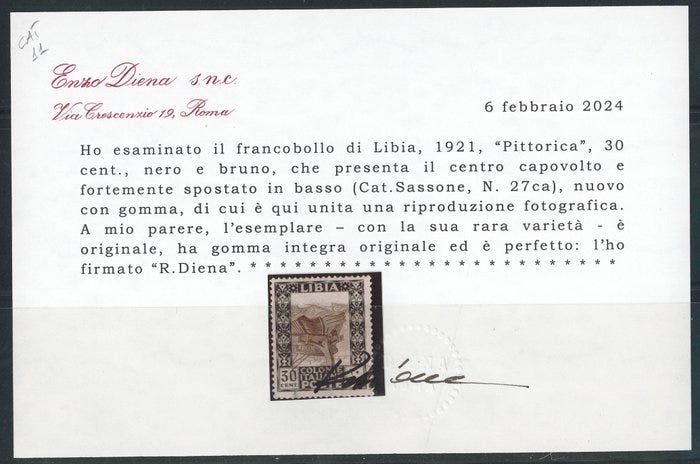 CAT
11
Enzo Diena s.n.c.
Via Crescenzio 19, Roma
6 febbraio 2024
Ho esaminato il francobollo di Libia, 1921, “Pittorica”, 30
cent., nero e bruno, che presenta il centro capovolto e
fortemente spostato in basso (Cat.Sassone, N. 27ca), nuovo
con gomma, di cui è qui unita una riproduzione fotografica.
A mio parere, l’esemplare – con la sua rara varietà - è
originale, ha gomma integra originale ed è perfetto: l’ho
firmato “R.Diena”. * * * * * * * * * * * * * * * * * * * * * * * * *
LIBIA
30 COLONIE
CENT